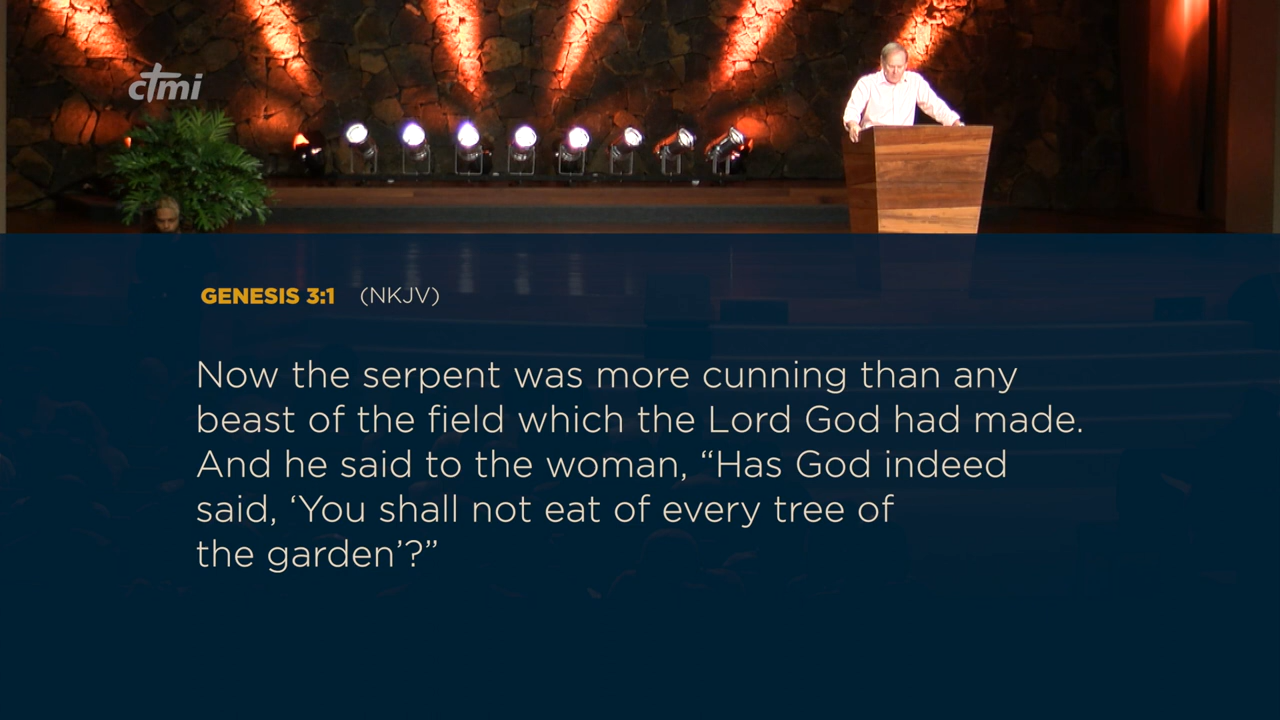 ctmi
GENESIS 3:1 (NKJV)
Now the serpent was more cunning than any
beast of the field which the Lord God had made.
And he said to the woman, “Has God indeed
said, ‘You shall not eat of every tree of
the garden’?”